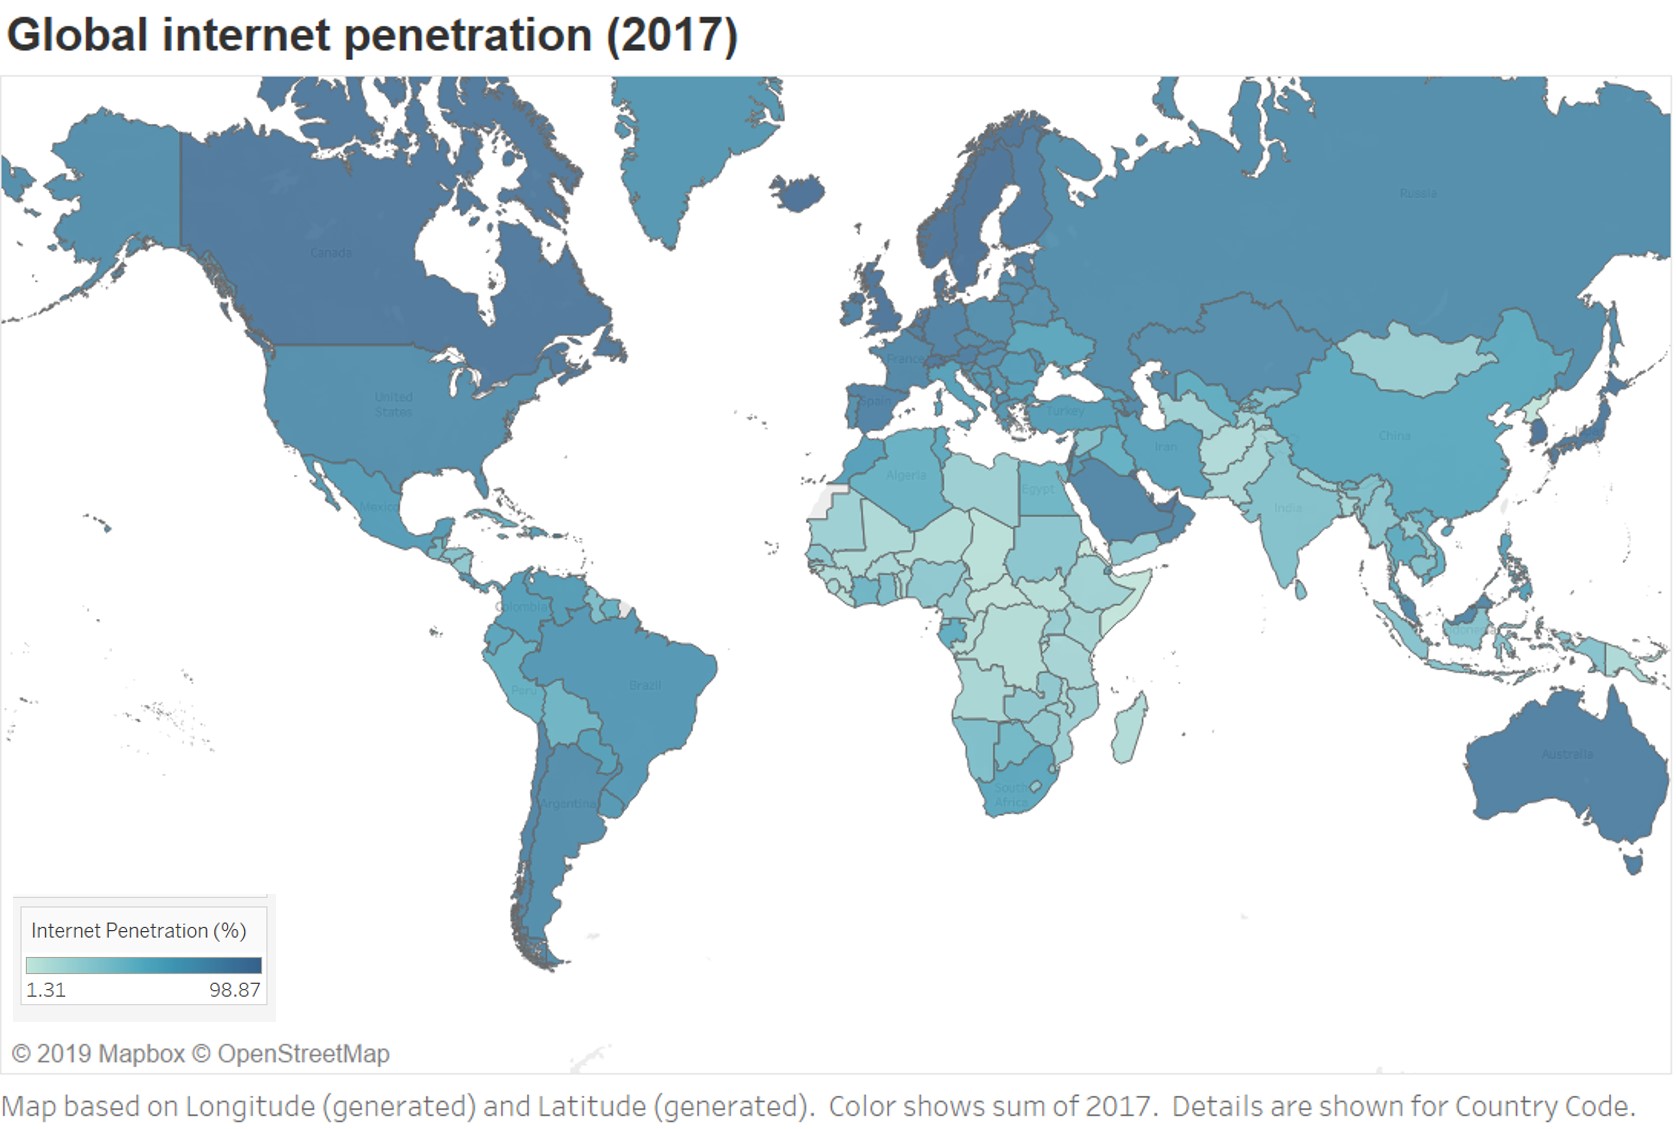 Global internet penetration (2017)
Russia
Canada
France
United
States
Spain
Turkey
China
Iran
Algeria
Egypt
Mexico
India
Colombia
Indonesia
Brazil
Peru
Australia
South
Africa
Argentina
Internet Penetration (%)
1.31 98.87
© 2019 Mapbox © OpenStreetMap
Map based on Longitude (generated) and Latitude (generated). Color shows sum of 2017. Details are shown for Country Code.